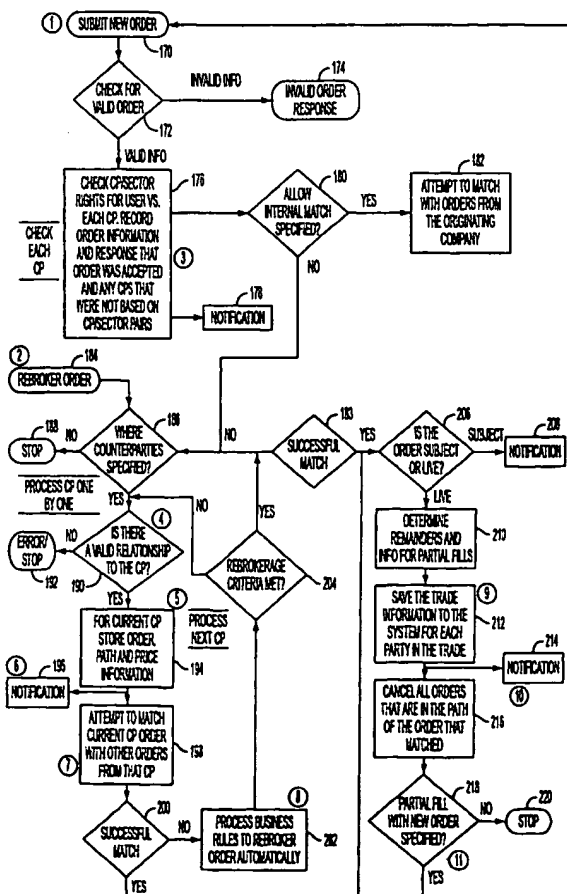 1
SUBMIT NEW ORDER
170
CHECK FOR
VALID ORDER
172
INVALID INFO
174
INVALID ORDER
RESPONSE
VALID INFO
CHECK
EACH
CP
176
CHECK CP/SECTOR
RIGHTS FOR USER VS.
EACH CP. RECORD
ORDER INFORMATION
AND RESPONSE THAT
ORDER WAS ACCEPTED
AND ANY CPS THAT
WERE NOT BASED ON
CP/SECTOR PAIRS
3
180
ALLOW
INTERNAL MATCH
SPECIFIED?
YES
NO
182
ATTEMPT TO MATCH
WITH ORDERS FROM
THE ORIGINATING
COMPANY
178
NOTIFICATION
2
184
REBROKER ORDER
186
WHERE
COUNTERPARTIES
SPECIFIED?
NO
188
STOP
NO
183
SUCCESSFUL
MATCH
YES
206
IS THE
ORDER SUBJECT
OR LIVE?
SUBJECT
208
NOTIFICATION
PROCESS CP ONE
BY ONE
YES
NO
YES
LIVE
4
IS THERE
A VALID RELATIONSHIP
TO THE CP?
190
NO
ERROR/
STOP
192
YES
REBROKERAGE
CRITERIA MET?
204
DETERMINE
REMAINDERS AND
INFO FOR PARTIAL FILLS
210
5
FOR CURRENT CP
STORE ORDER
PATH AND PRICE
INFORMATION
194
PROCESS
NEXT CP
9
SAVE THE TRADE
INFORMATION TO THE
SYSTEM FOR EACH
PARTY IN THE TRADE
212
214
NOTIFICATION
10
6
196
NOTIFICATION
ATTEMPT TO MATCH
CURRENT CP ORDER
WITH OTHER ORDERS
FROM THAT CP
198
7
CANCEL ALL ORDERS
THAT ARE IN THE PATH
OF THE ORDER THAT
MATCHED
216
200
SUCCESSFUL
MATCH
NO
YES
8
PROCESS BUSINESS
RULES TO REBROKER
ORDER AUTOMATICALLY
202
218
PARTIAL FILL
WITH NEW ORDER
SPECIFIED?
NO
220
STOP
11
YES